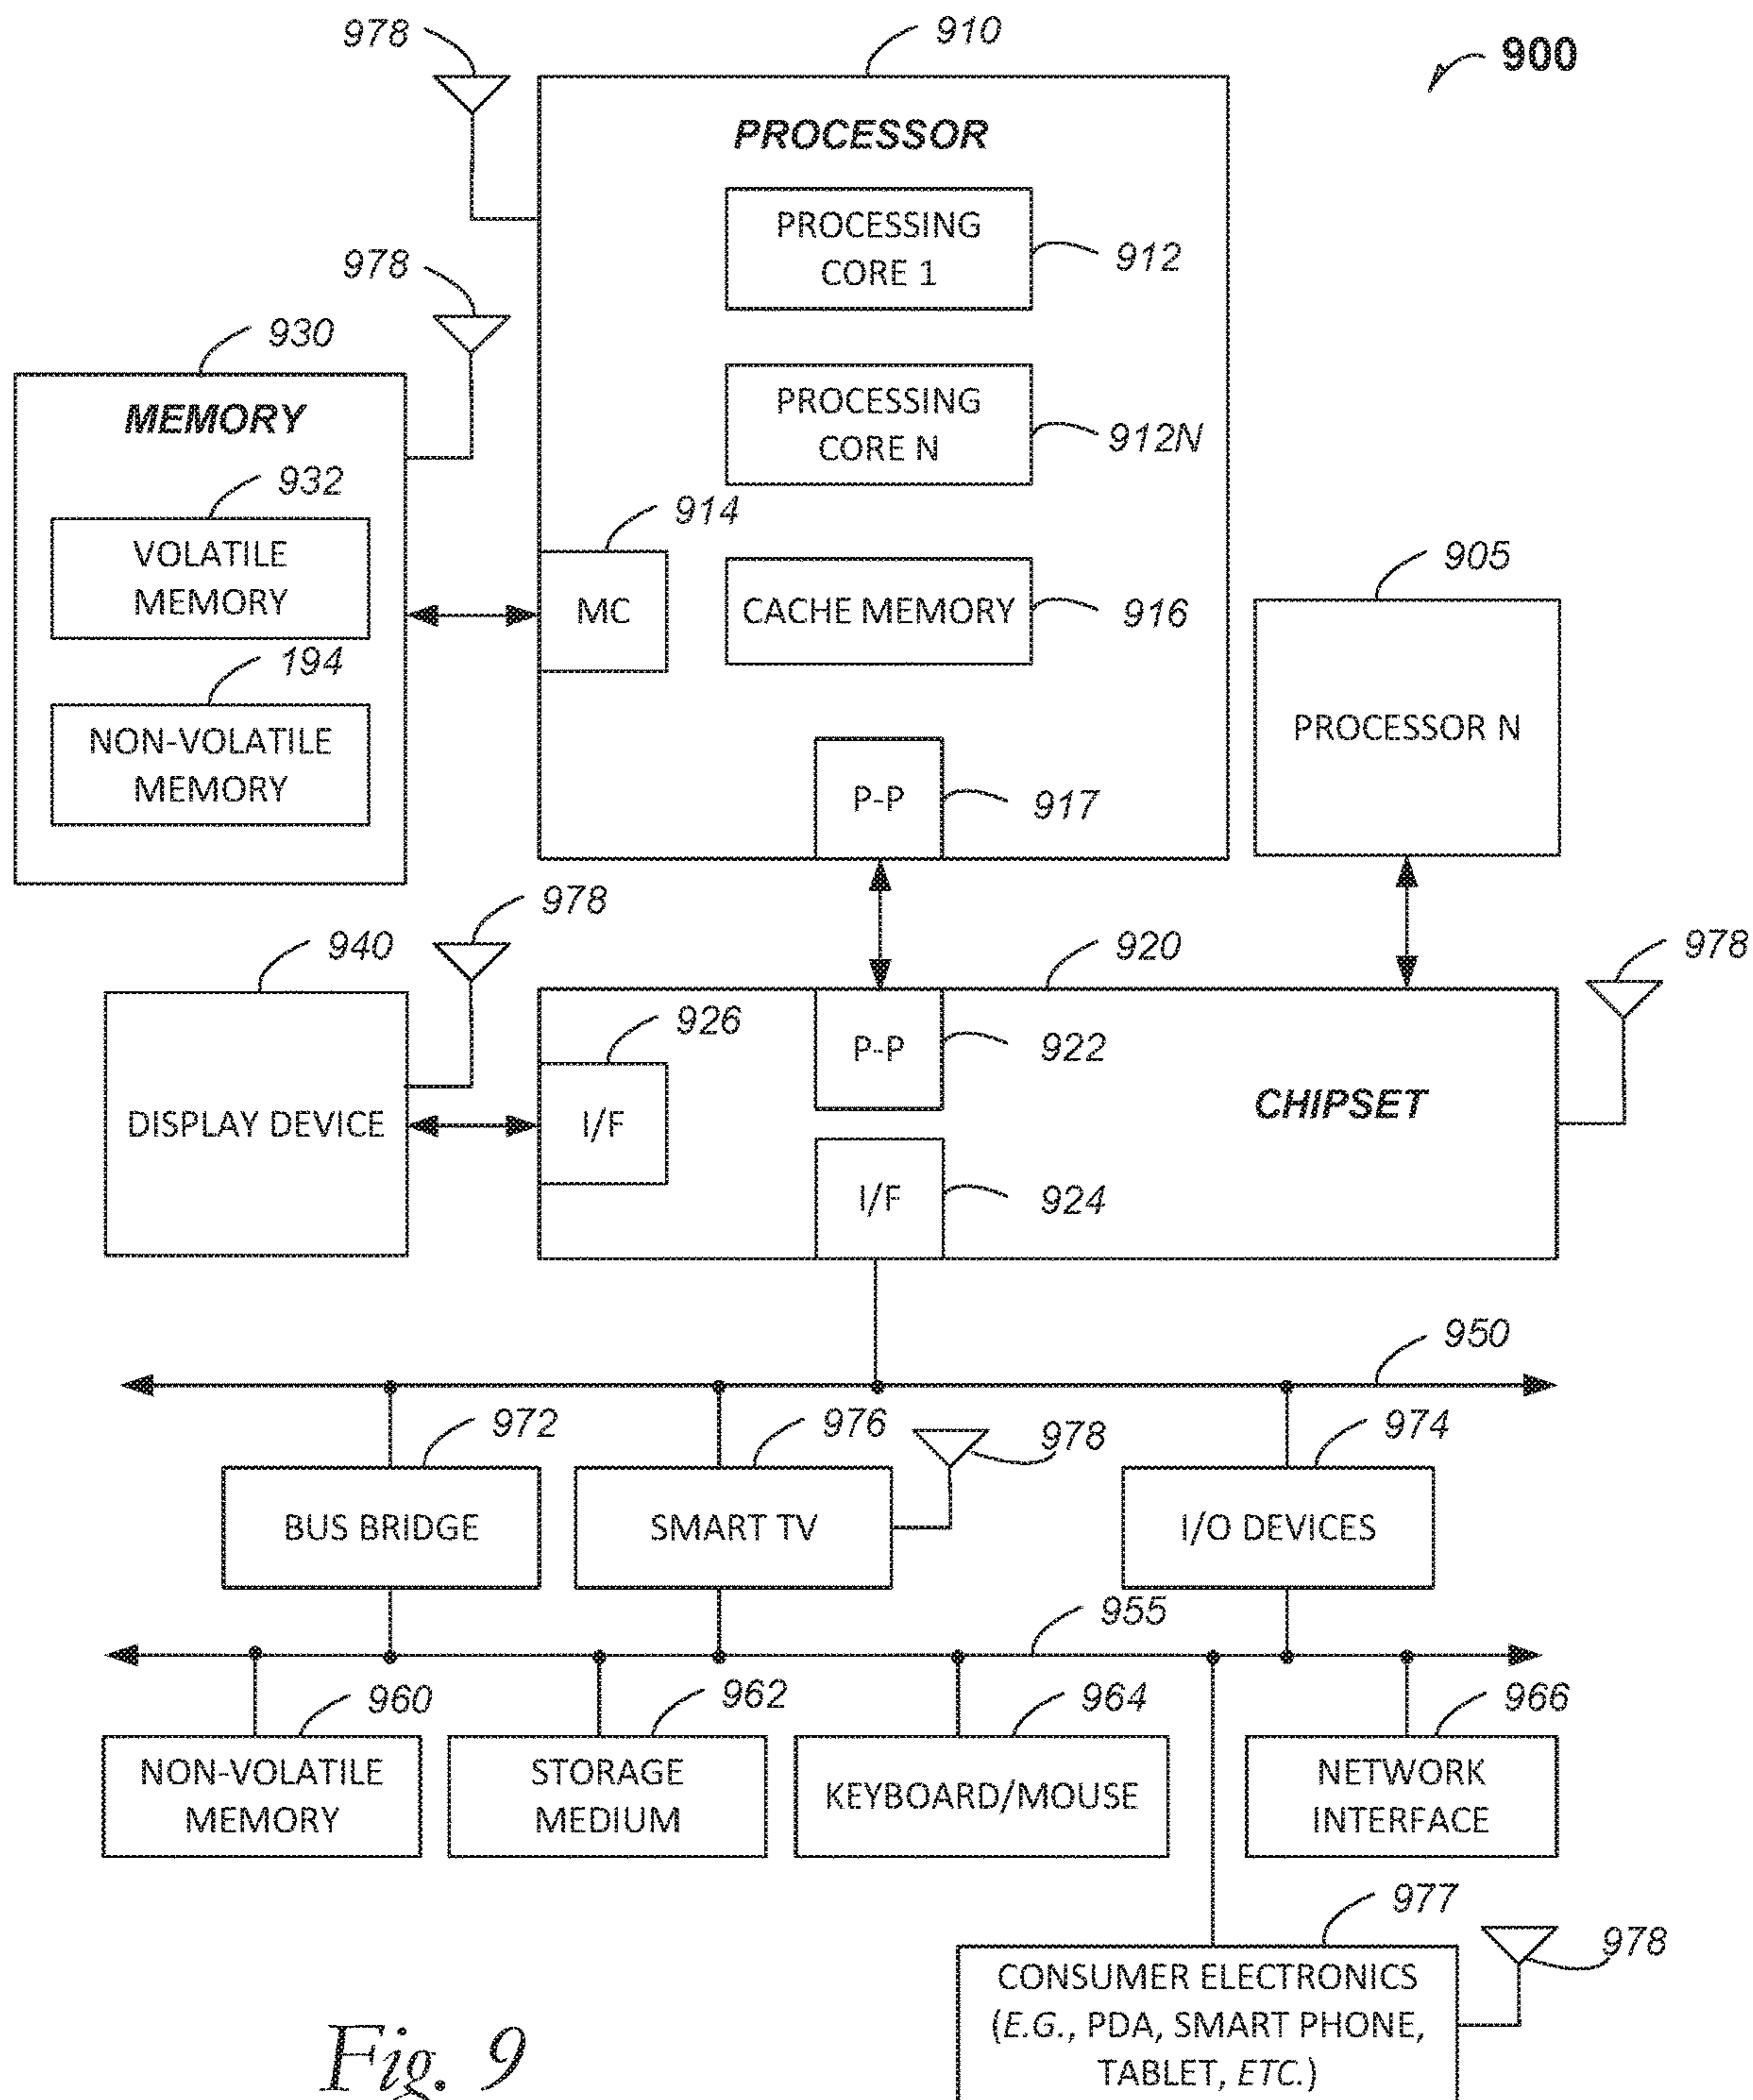 978
910
900
PROCESSOR
PROCESSING
CORE 1
912
978
930
MEMORY
PROCESSING
CORE N
912N
932
914
VOLATILE
MEMORY
MC
CACHE MEMORY
916
905
194
NON-VOLATILE
MEMORY
PROCESSOR N
P-P
917
978
940
920
978
926
P-P
922
DISPLAY DEVICE
I/F
CHIPSET
I/F
924
950
972
976
978
974
BUS BRIDGE
SMART TV
I/O DEVICES
955
960
962
964
966
NON-VOLATILE
MEMORY
STORAGE
MEDIUM
KEYBOARD/MOUSE
NETWORK
INTERFACE
977
978
CONSUMER ELECTRONICS
(E.G., PDA, SMART PHONE,
TABLET, ETC.)
Fig. 9